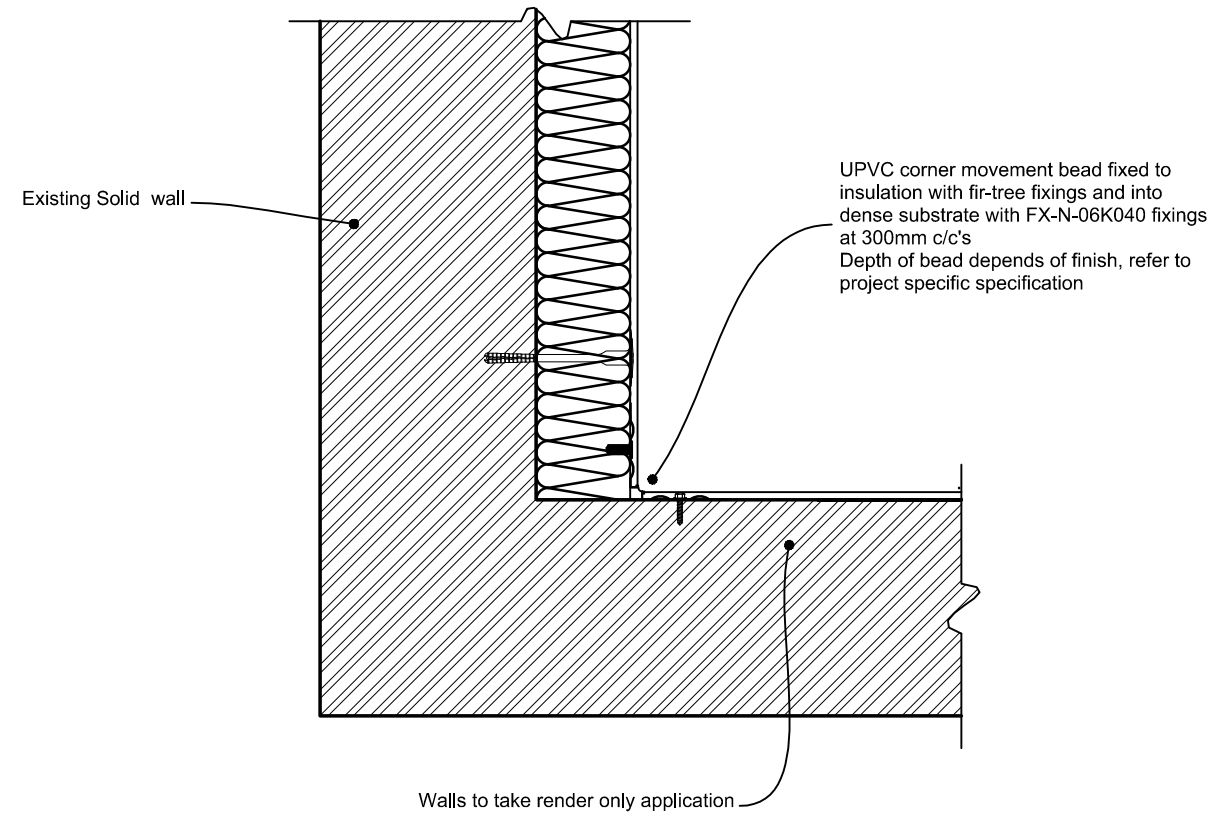 UPVC corner movement bead fixed to
insulation with fir-tree fixings and into
dense substrate with FX-N-06K040 fixings
at 300mm c/c's
Depth of bead depends of finish, refer to
project specific specification
Existing Solid wall
Walls to take render only application